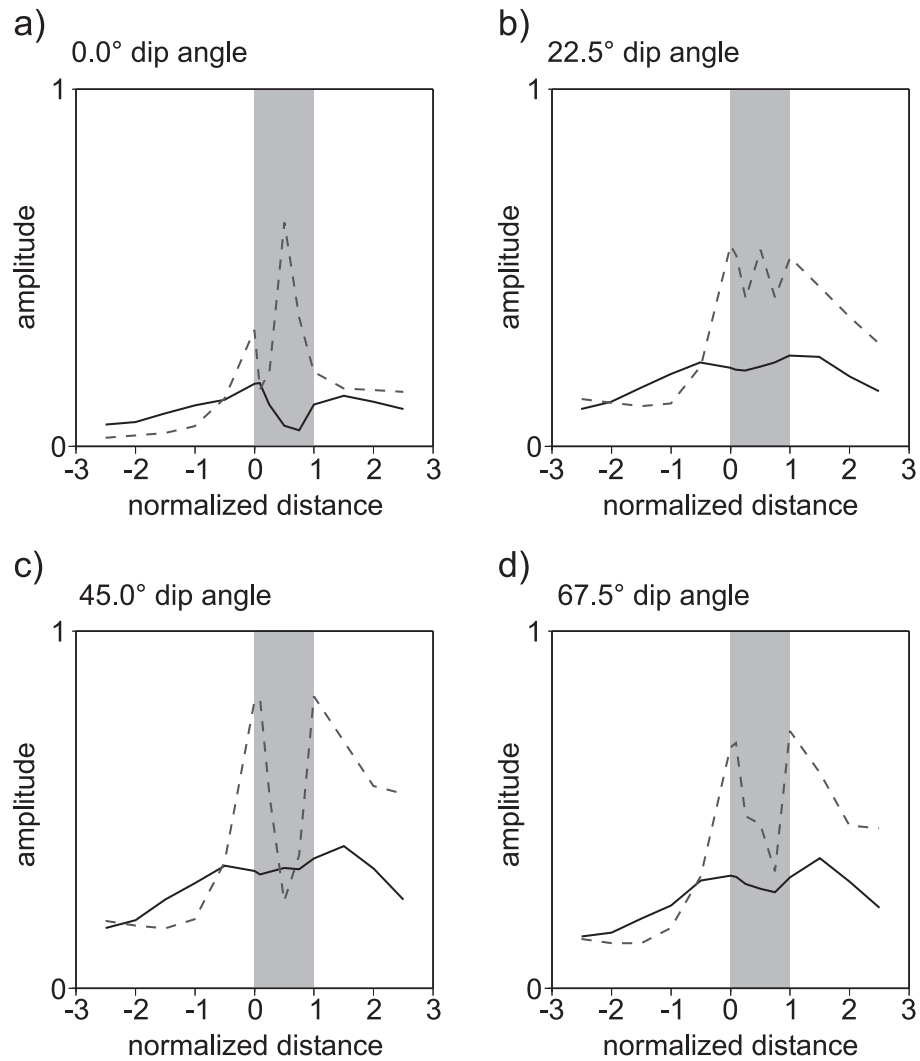 a)
0.0° dip angle
1
amplitude
0
-3 -2 -1 0 1 2 3
normalized distance
b)
22.5° dip angle
1
amplitude
0
-3 -2 -1 0 1 2 3
normalized distance
c)
45.0° dip angle
1
amplitude
0
-3 -2 -1 0 1 2 3
normalized distance
d)
67.5° dip angle
1
amplitude
0
-3 -2 -1 0 1 2 3
normalized distance